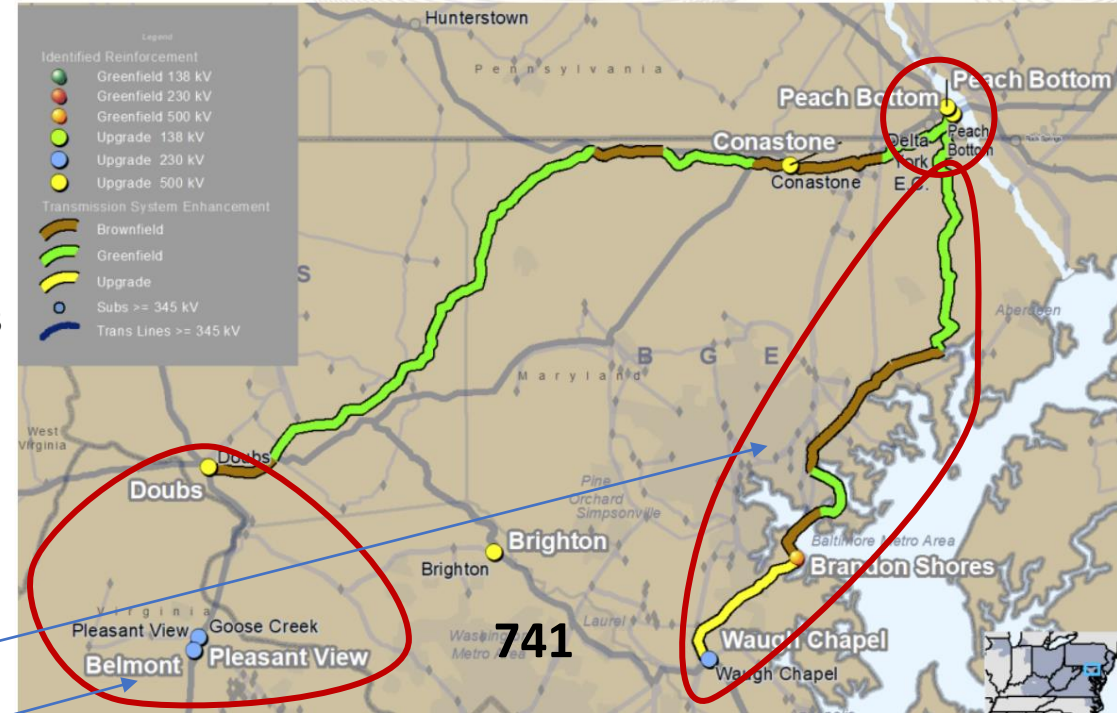 Legend
Identified Reinforcement
Greenfield 138 kV
Greenfield 230 kV
Greenfield 500 kV
Upgrade 138 kV
Upgrade 230 kV
Upgrade 500 kV
Transmission System Enhancement
Brownfield
Greenfield
Upgrade
Subs >= 345 kV
Trans Lines >= 345 kV
Hunterstown
Pennsylvania
Peach Bottom
Peach Bottom
Conastone
Conastone
Delta
York
E.C.
Peach
Bottom
S
B G E
Maryland
Aberdeen
West
Virginia
Doubs
Doubs
Pine
Orchard
Simpsonville
Brighton
Brighton
Baltimore Metro Area
Brandon Shores
Virginia
Pleasant View
Goose Creek
Belmont
Pleasant View
Laurel
Washington
Metro Area
741
Waugh Chapel
Waugh Chapel